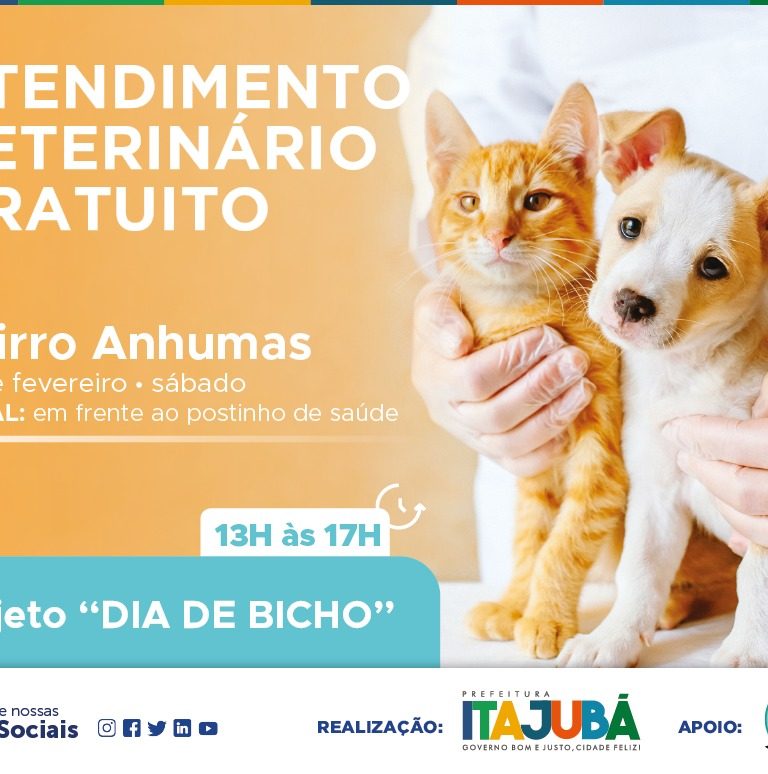 TENDIMENTO
ETERINÁRIO
RATUITO
irro Anhumas
e fevereiro • sábado
AL: em frente ao postinho de saúde
13H às 17H
jeto “DIA DE BICHO”
e nossas
Sociais
REALIZAÇÃO:
PREFEITURA
ITAJUBÁ
GOVERNO BOM E JUSTO, CIDADE FELIZ!
APOIO: